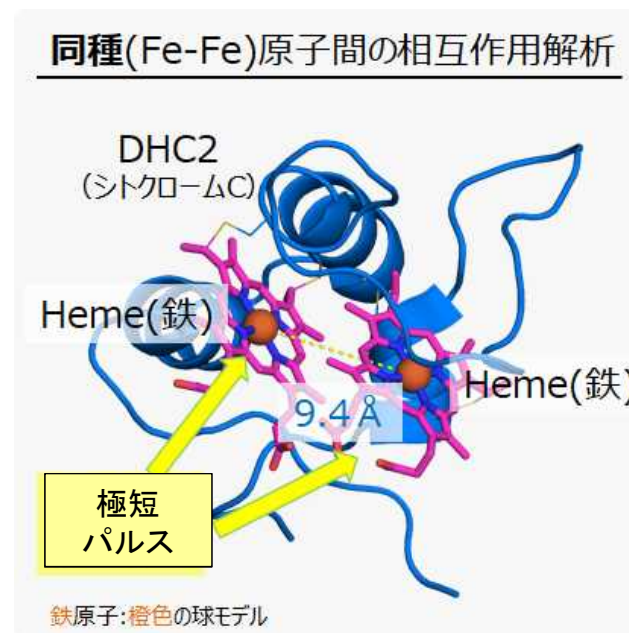 同種(Fe-Fe)原子間の相互作用解析
DHC2
(シトクロームC)
Heme(鉄)
Heme(鉄)
9.4Å
極短
パルス
鉄原子:橙色の球モデル